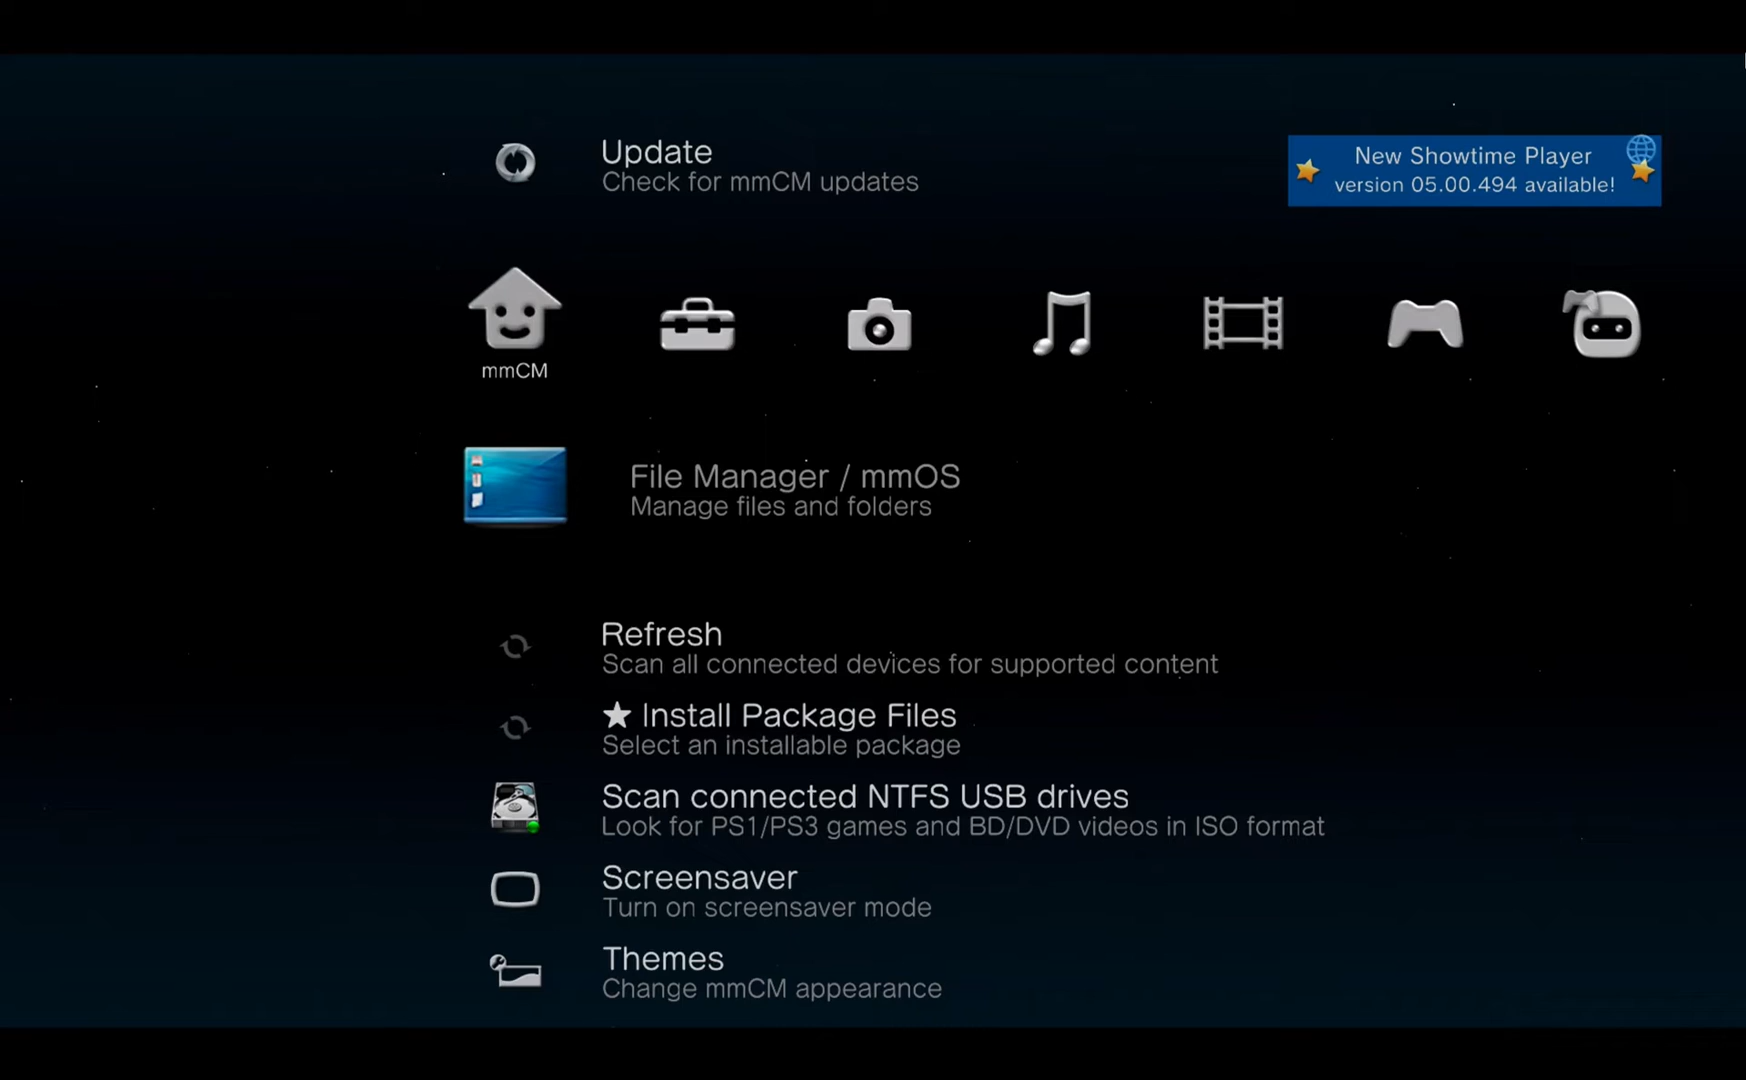 Update
Check for mmCM updates
New Showtime Player
version 05.00.494 available!
mmCM
File Manager / mmOS
Manage files and folders
Refresh
Scan all connected devices for supported content
★ Install Package Files
Select an installable package
Scan connected NTFS USB drives
Look for PS1/PS3 games and BD/DVD videos in ISO format
Screensaver
Turn on screensaver mode
Themes
Change mmCM appearance